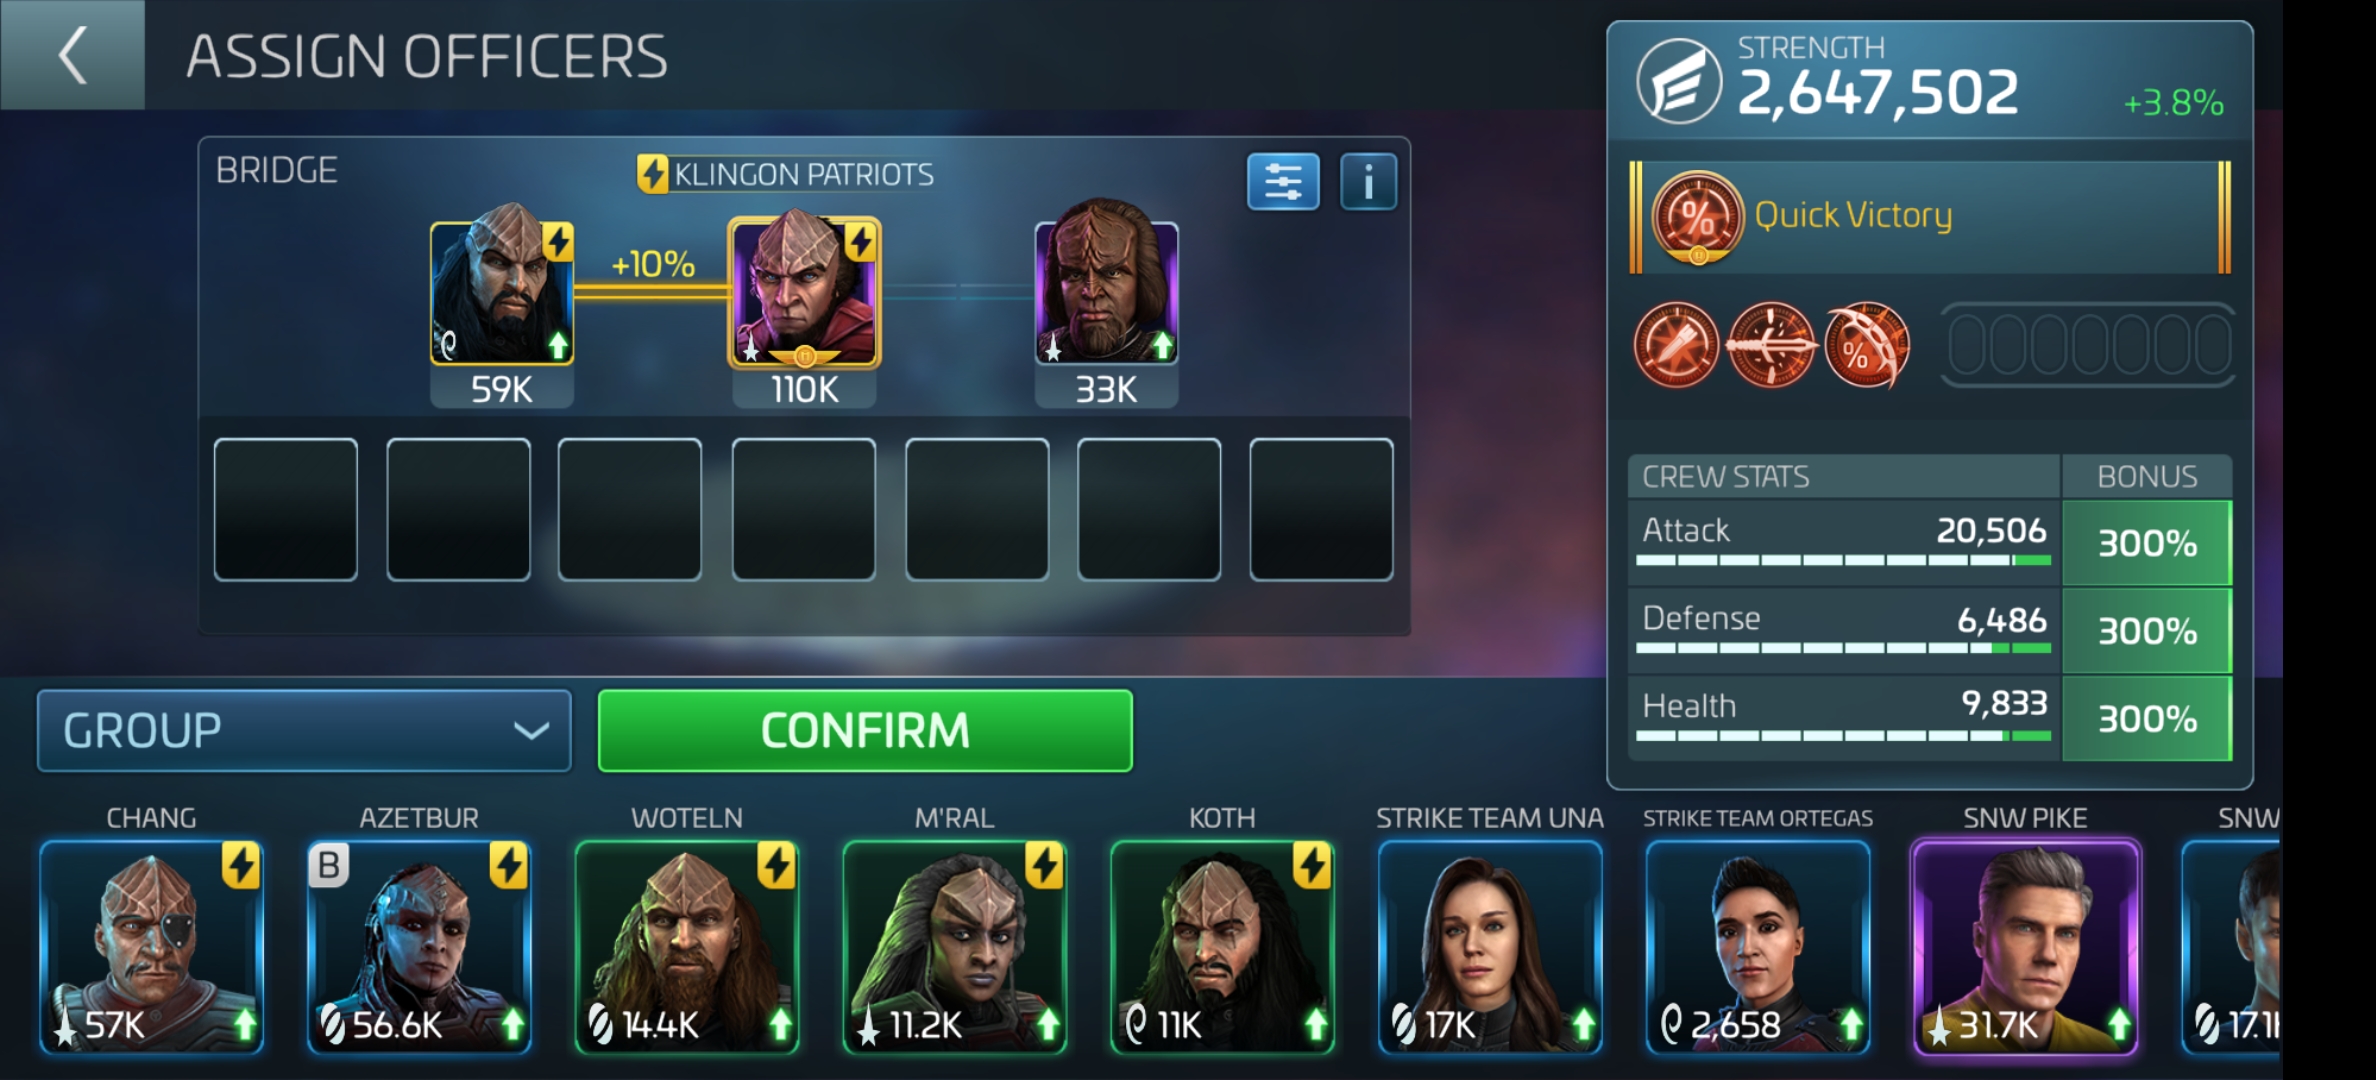 ASSIGN OFFICERS
STRENGTH
2,647,502
+3.8%
BRIDGE
KLINGON PATRIOTS
i
Quick Victory
+10%
%
%
59K
110K
33K
CREW STATS
BONUS
Attack
20,506
300%
Defense
6,486
300%
Health
9,833
300%
GROUP
CONFIRM
CHANG
AZETBUR
WOTELN
M'RAL
KOTH
STRIKE TEAM UNA
STRIKE TEAM ORTEGAS
SNW PIKE
SNW
B
57K
56.6K
14.4K
11.2K
11K
17K
2,658
31.7K
17.1